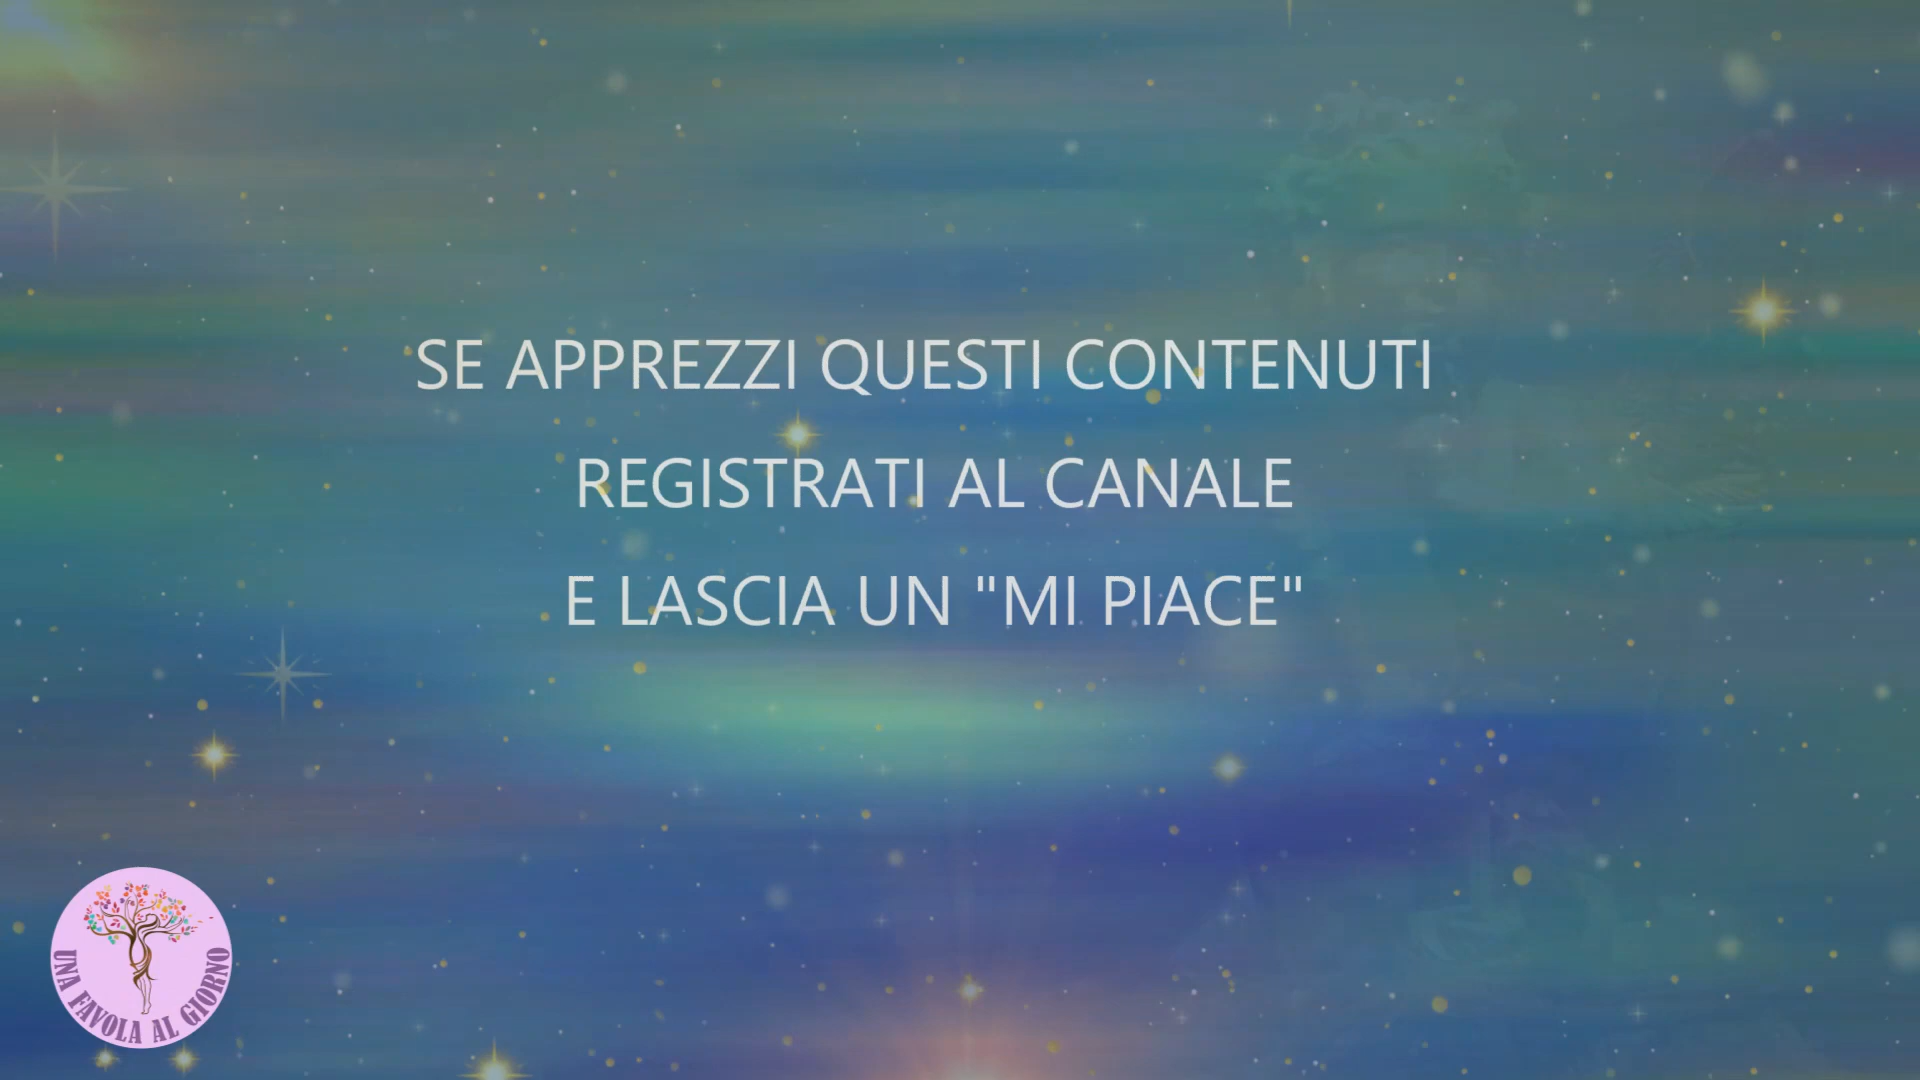 SE APPREZZI QUESTI CONTENUTI
REGISTRATI AL CANALE
E LASCIA UN "MI PIACE"
UNA FAVOLA AL GIORNO